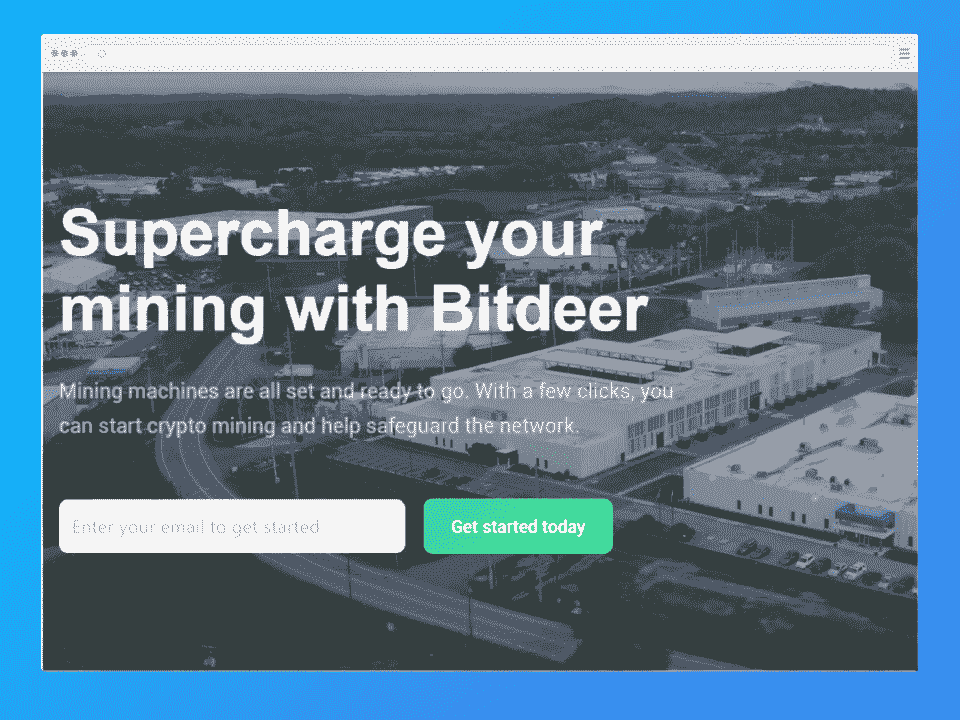 Supercharge your
mining with Bitdeer
Mining machines are all set and ready to go. With a few clicks, you
can start crypto mining and help safeguard the network.
Enter your email to get started
Get started today